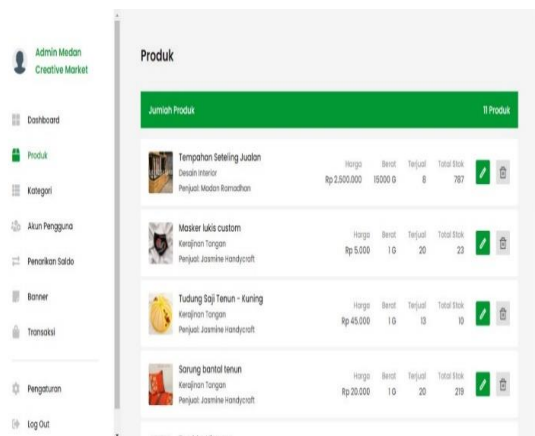 Admin Medan
Creative Market
Dashboard
Produk
Kategori
Akun Pengguna
Penarikan Saldo
Banner
Transaksi
Pengaturan
Log Out
Produk
Jumlah Produk 11 Produk
Tempahan Seteling Jualan
Desain Interior
Penjual: Medan Ramadhan
Harga Berat Terjual Total Stok
Rp 2.500.000 15000 G 8 787
Masker lukis custom
Kerajinan Tangan
Penjual: Jasmine Handycraft
Harga Berat Terjual Total Stok
Rp 5.000 1 G 20 23
Tudung Saji Tenun - Kuning
Kerajinan Tangan
Penjual: Jasmine Handycraft
Harga Berat Terjual Total Stok
Rp 45.000 1 G 13 10
Sarung bantal tenun
Kerajinan Tangan
Penjual: Jasmine Handycraft
Harga Berat Terjual Total Stok
Rp 20.000 1 G 20 219